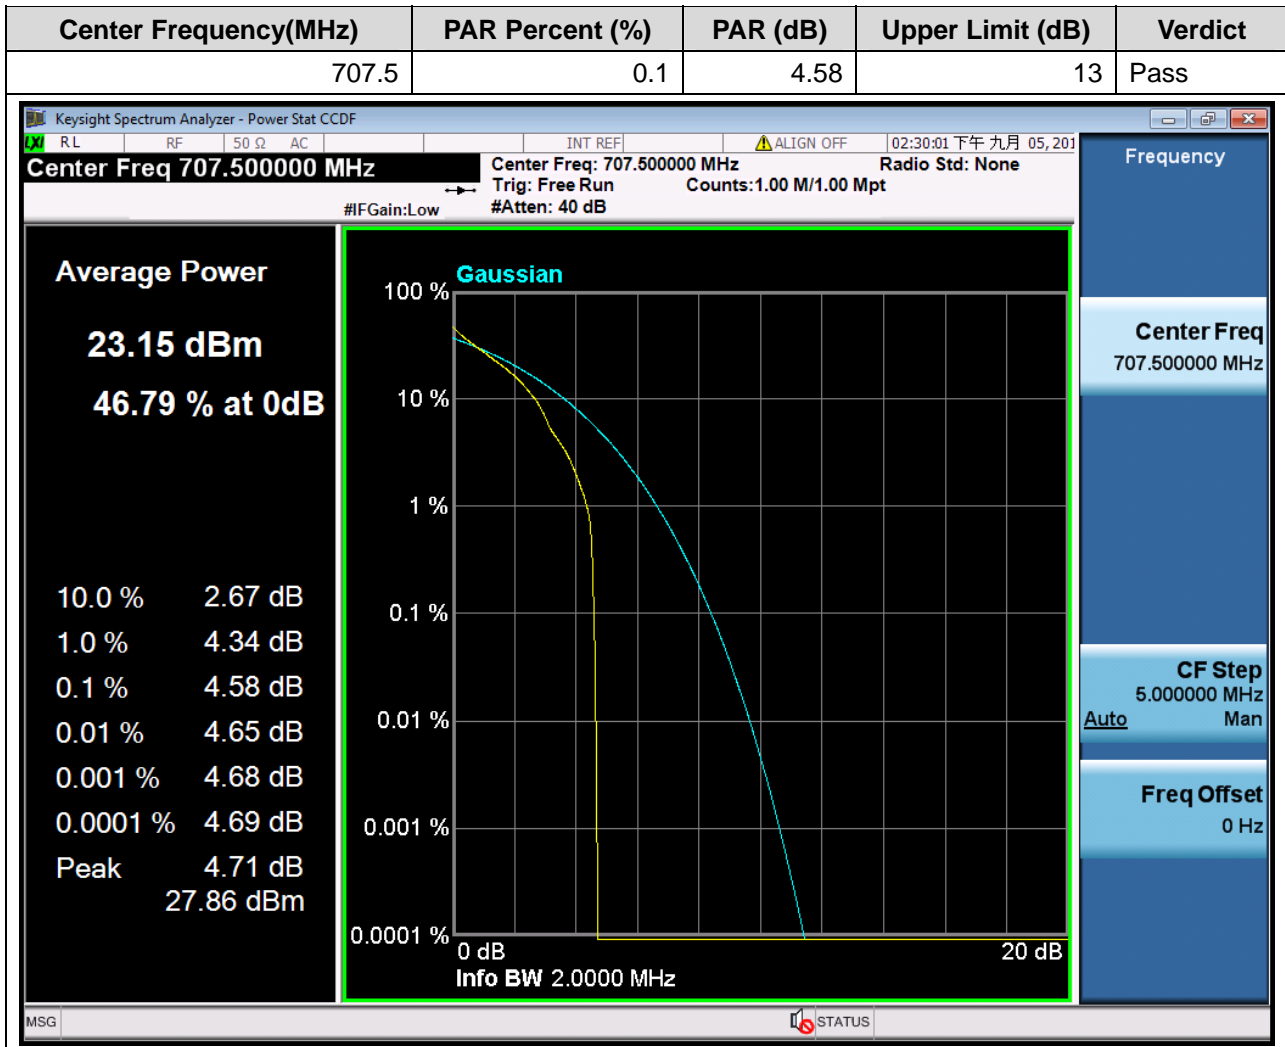 Center Frequency(MHz) PAR Percent (%) PAR (dB) Upper Limit (dB) Verdict
707.5 0.1 4.58 13 Pass
Keysight Spectrum Analyzer - Power Stat CCDF
LXI RL RF 50 Ω AC INT REF ALIGN OFF 02:30:01 下午 九月 05, 201
Center Freq 707.500000 MHz
#IFGain:Low
Center Freq: 707.500000 MHz Radio Std: None
Trig: Free Run Counts:1.00 M/1.00 Mpt
#Atten: 40 dB
Average Power
23.15 dBm
46.79 % at 0dB
10.0 % 2.67 dB
1.0 % 4.34 dB
0.1 % 4.58 dB
0.01 % 4.65 dB
0.001 % 4.68 dB
0.0001 % 4.69 dB
Peak 4.71 dB
27.86 dBm
Gaussian
100 %
10 %
1 %
0.1 %
0.01 %
0.001 %
0.0001 %
0 dB 20 dB
Info BW 2.0000 MHz
Frequency
Center Freq
707.500000 MHz
CF Step
5.000000 MHz
Auto Man
Freq Offset
0 Hz
MSG STATUS